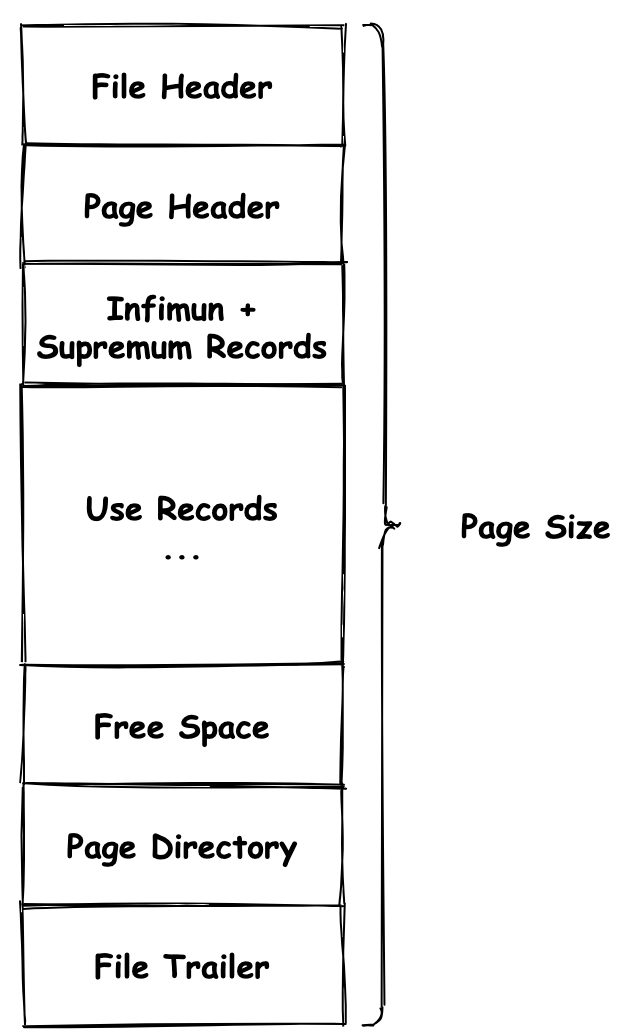 File Header
Page Header
Infimun +
Supremum Records
Use Records
...
Page Size
Free Space
Page Directory
File Trailer